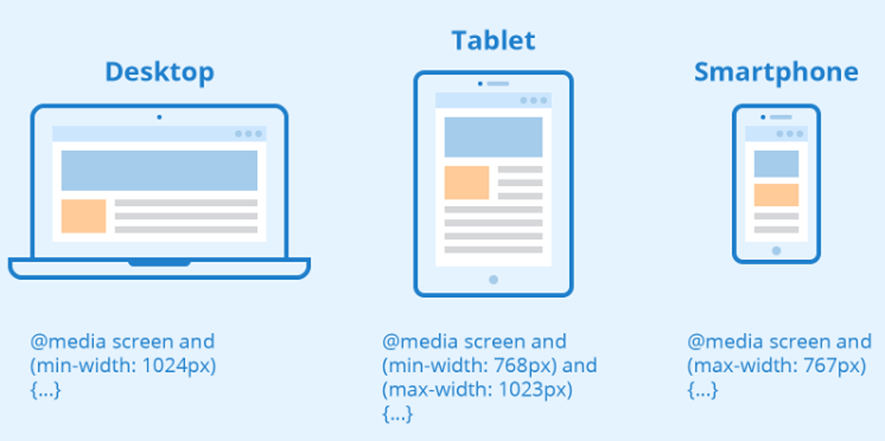 Desktop
Tablet
Smartphone
@media screen and
(min-width: 1024px)
{...}
@media screen and
(min-width: 768px) and
(max-width: 1023px)
{...}
@media screen and
(max-width: 767px)
{...}